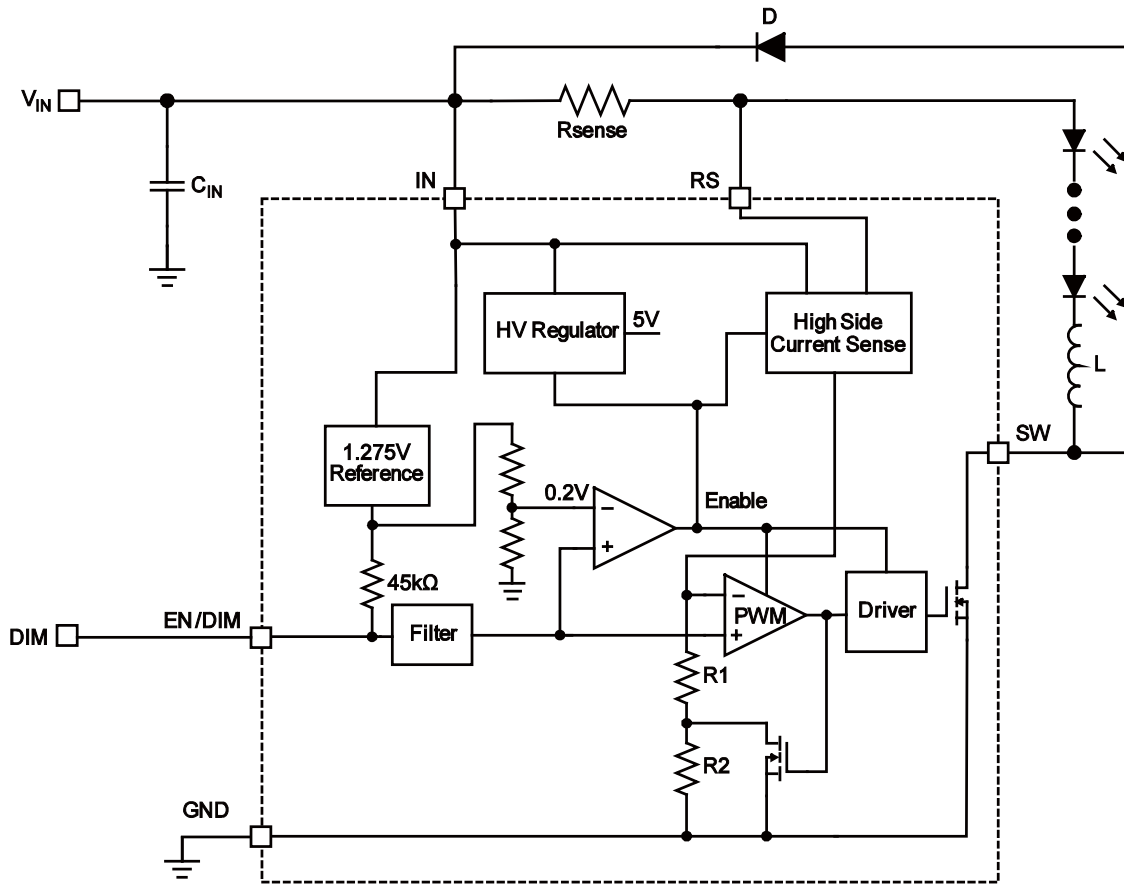 D
VIN
Rsense
CIN
IN
RS
HV Regulator
5V
High Side
Current Sense
L
1.275V
Reference
SW
0.2V
Enable
−
+
45kΩ
EN/DIM
DIM
Filter
−
PWM
+
Driver
R1
R2
GND